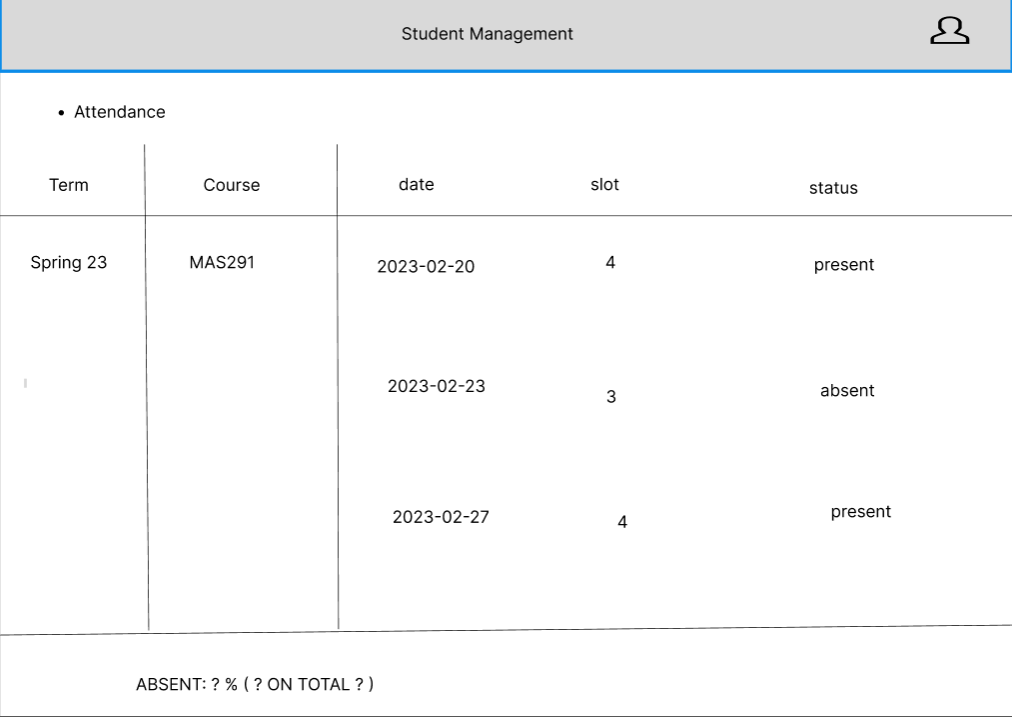 Student Management
• Attendance
Term Course date slot status
Spring 23 MAS291 2023-02-20 4 present
2023-02-23 3 absent
2023-02-27 4 present
ABSENT: ? % ( ? ON TOTAL ? )